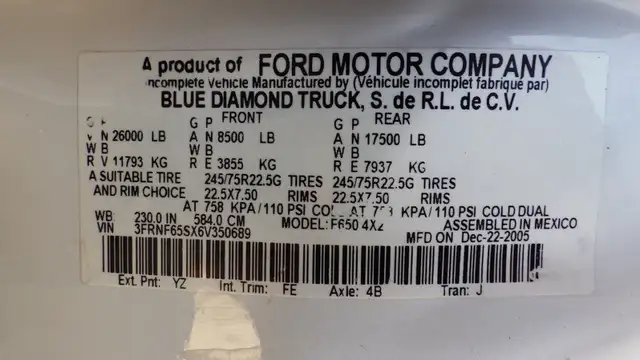 A product of FORD MOTOR COMPANY
Incomplete Vehicle Manufactured by (Véhicule incomplet fabriqué par)
BLUE DIAMOND TRUCK, S. de R.L. de C.V.
G P FRONT G P REAR
V N 26000 LB A N 8500 LB A N 17500 LB
W B W B W B
R V 11793 KG R E 3855 KG R E 7937 KG
A SUITABLE TIRE 245/75R22.5G TIRES 245/75R22.5G TIRES
AND RIM CHOICE 22.5X7.50 RIMS 22.5X7.50 RIMS
AT 758 KPA/110 PSI COLD AT 758 KPA/110 PSI COLD DUAL
WB: 230.0 IN 584.0 CM MODEL: F650 4X2 ASSEMBLED IN MEXICO
VIN 3FRNF65SX6V350689 MFD ON Dec-22-2005
Ext. Pnt: YZ Int. Trim: FE Axle: 4B Tran: J